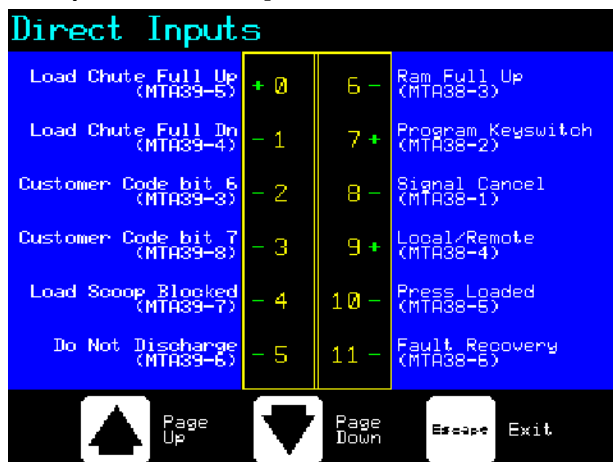 Direct Inputs
Load Chute Full Up
(MTA39-5)
+ 0
6 -
Ram Full Up
(MTA38-3)
Load Chute Full Dn
(MTA39-4)
- 1
7 +
Program Keyswitch
(MTA38-2)
Customer Code bit 6
(MTA39-3)
- 2
8 -
Signal Cancel
(MTA38-1)
Customer Code bit 7
(MTA39-8)
- 3
9 +
Local/Remote
(MTA38-4)
Load Scoop Blocked
(MTA39-7)
- 4
10 -
Press Loaded
(MTA38-5)
Do Not Discharge
(MTA39-6)
- 5
11 -
Fault Recovery
(MTA38-6)
Page
Up
Page
Down
Escape
Exit